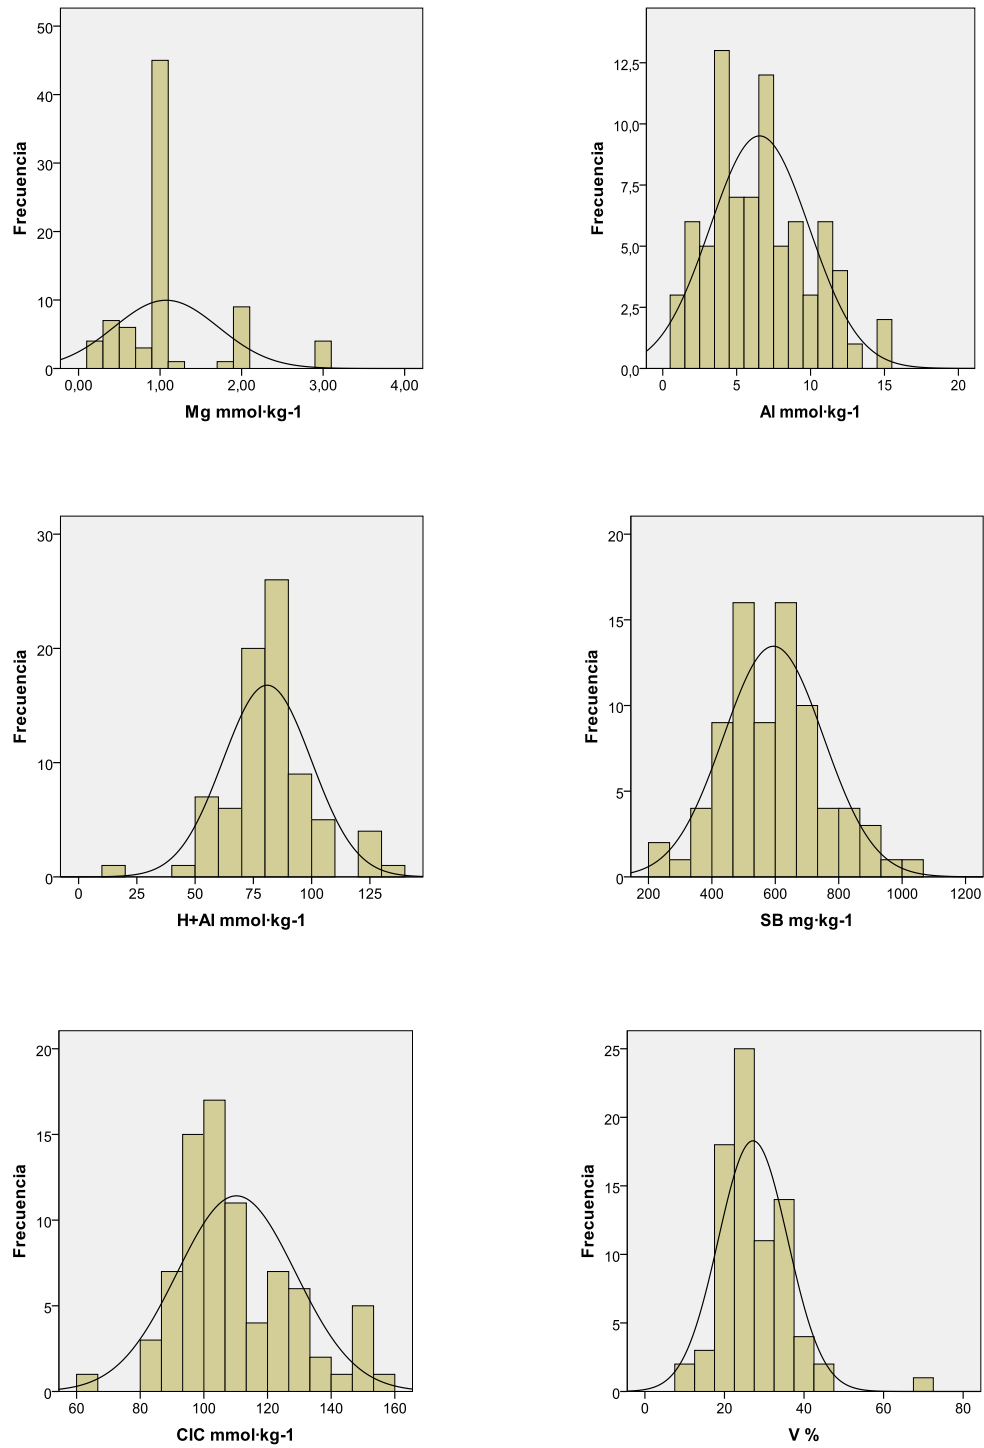 50
40
30
20
10
0
Frecuencia
0,00 1,00 2,00 3,00 4,00
Mg mmol·kg-1
12,5
10,0
7,5
5,0
2,5
0,0
Frecuencia
0 5 10 15 20
Al mmol·kg-1
30
20
10
0
Frecuencia
0 25 50 75 100 125
H+Al mmol·kg-1
20
15
10
5
0
Frecuencia
200 400 600 800 1000 1200
SB mg·kg-1
20
15
10
5
0
Frecuencia
60 80 100 120 140 160
CIC mmol·kg-1
25
20
15
10
5
0
Frecuencia
0 20 40 60 80
V %